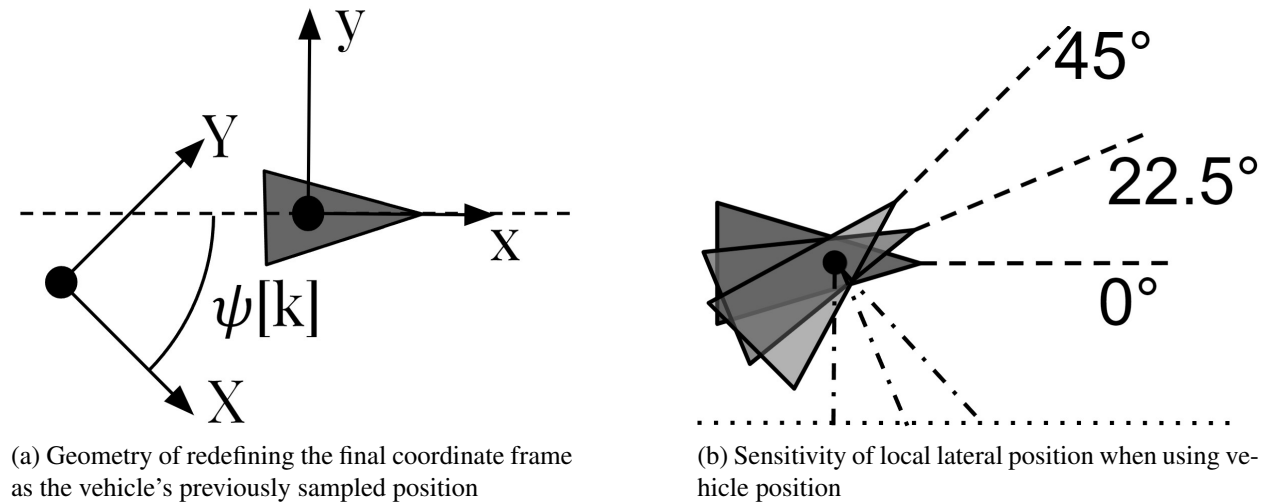 y
Y
x
ψ[k]
X
45°
22.5°
0°
(a) Geometry of redefining the final coordinate frame
as the vehicle's previously sampled position
(b) Sensitivity of local lateral position when using ve-
hicle position